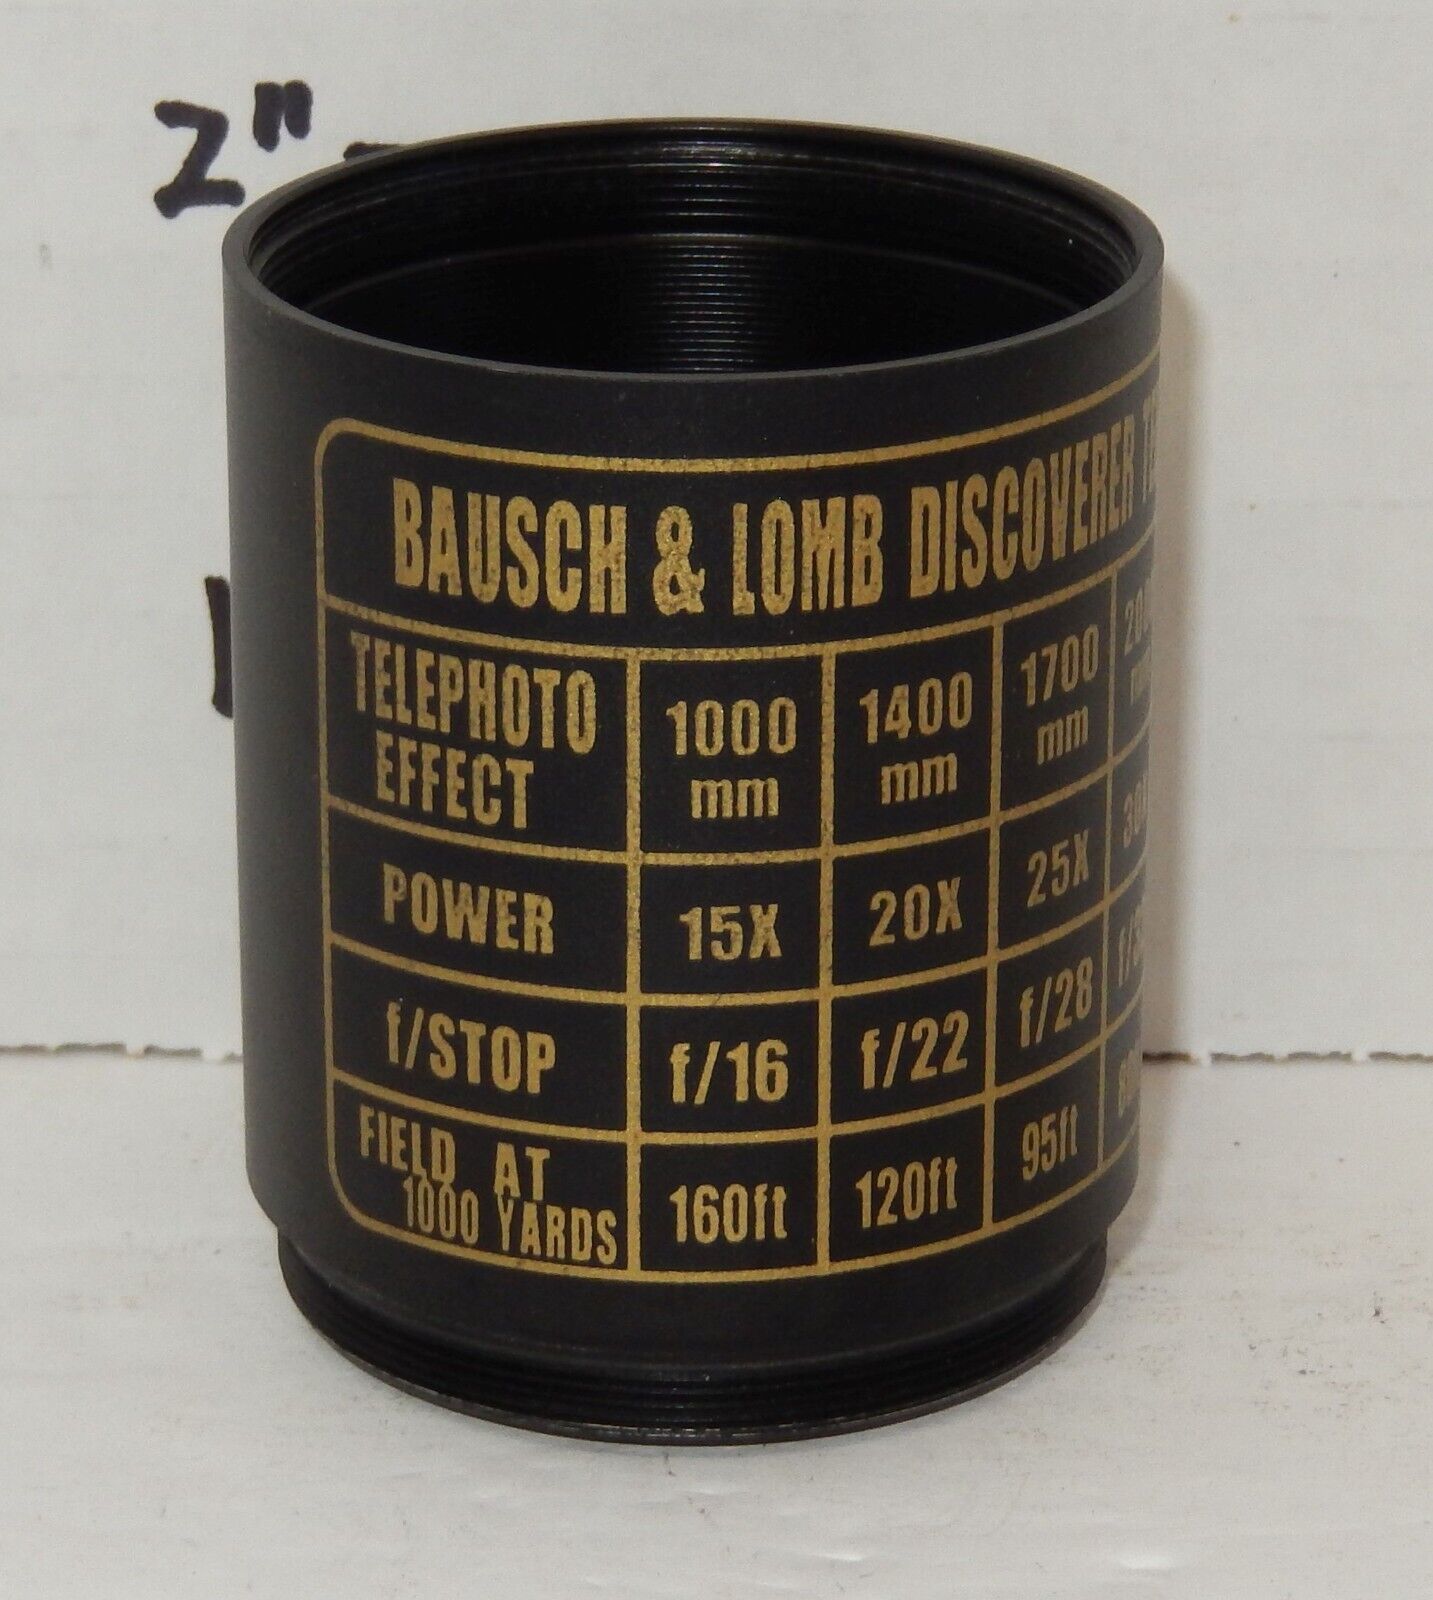 2"
BAUSCH & LOMB DISCOVERER
TELEPHOTO EFFECT 1000 mm 1400 mm 1700 mm
POWER 15X 20X 25X
f/STOP f/16 f/22 f/28
FIELD AT 1000 YARDS 160ft 120ft 95ft